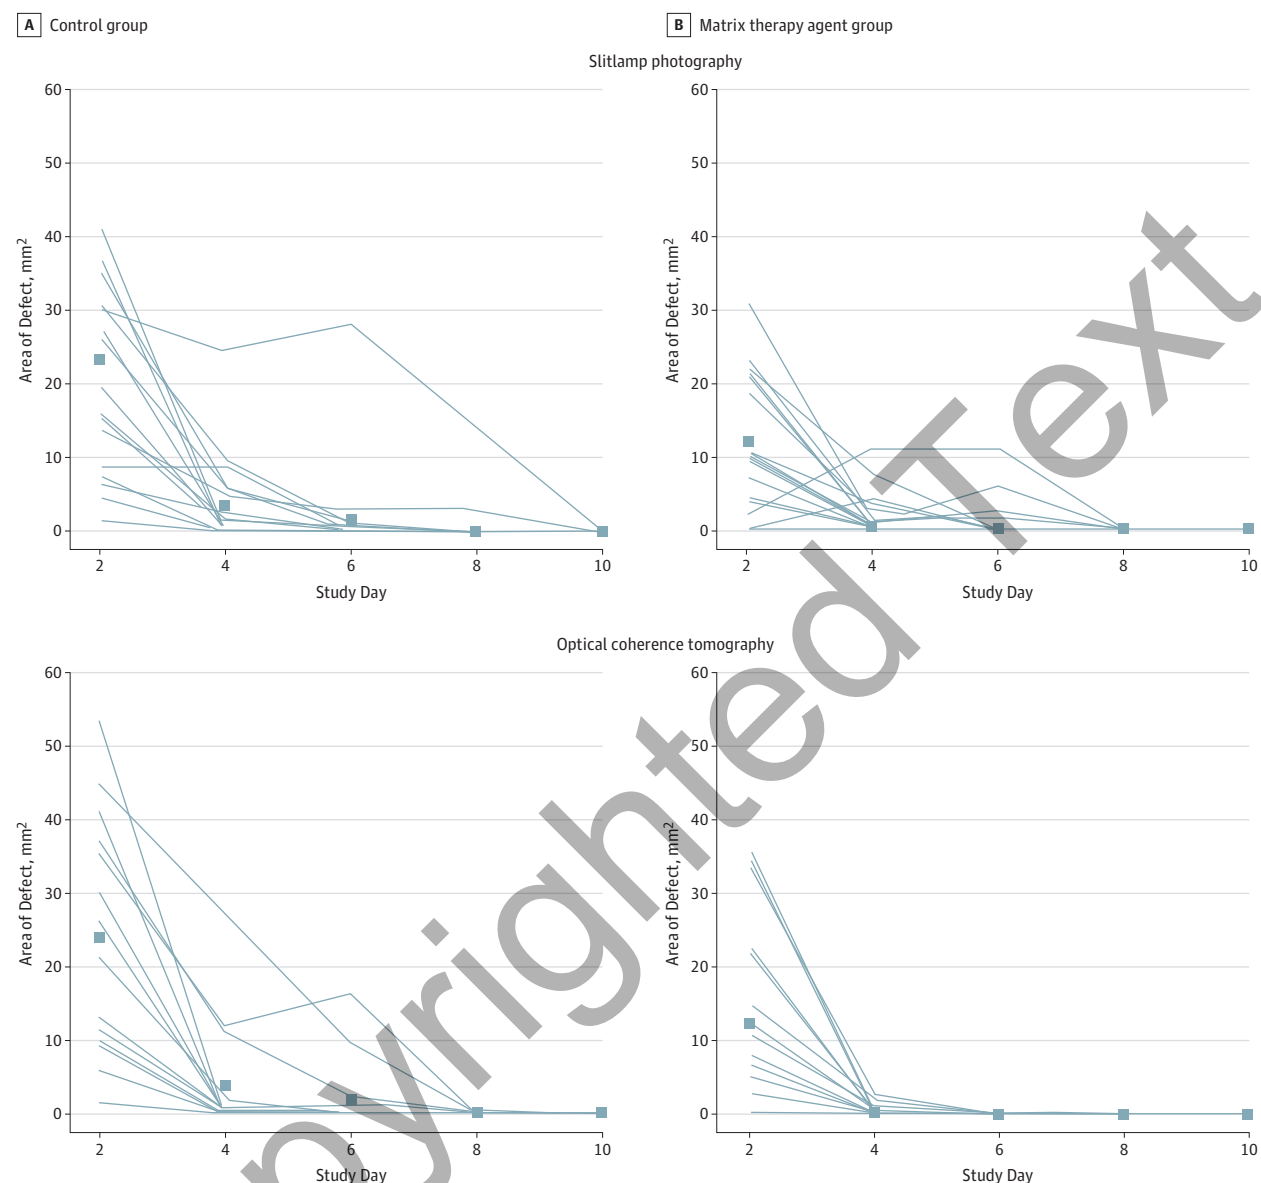 A Control group
B Matrix therapy agent group
Slitlamp photography
60
50
40
30
20
10
0
Area of Defect, mm²
2 4 6 8 10
Study Day
60
50
40
30
20
10
0
Area of Defect, mm²
2 4 6 8 10
Study Day
Optical coherence tomography
60
50
40
30
20
10
0
Area of Defect, mm²
2 4 6 8 10
Study Day
60
50
40
30
20
10
0
Area of Defect, mm²
2 4 6 8 10
Study Day
pyrighted Text